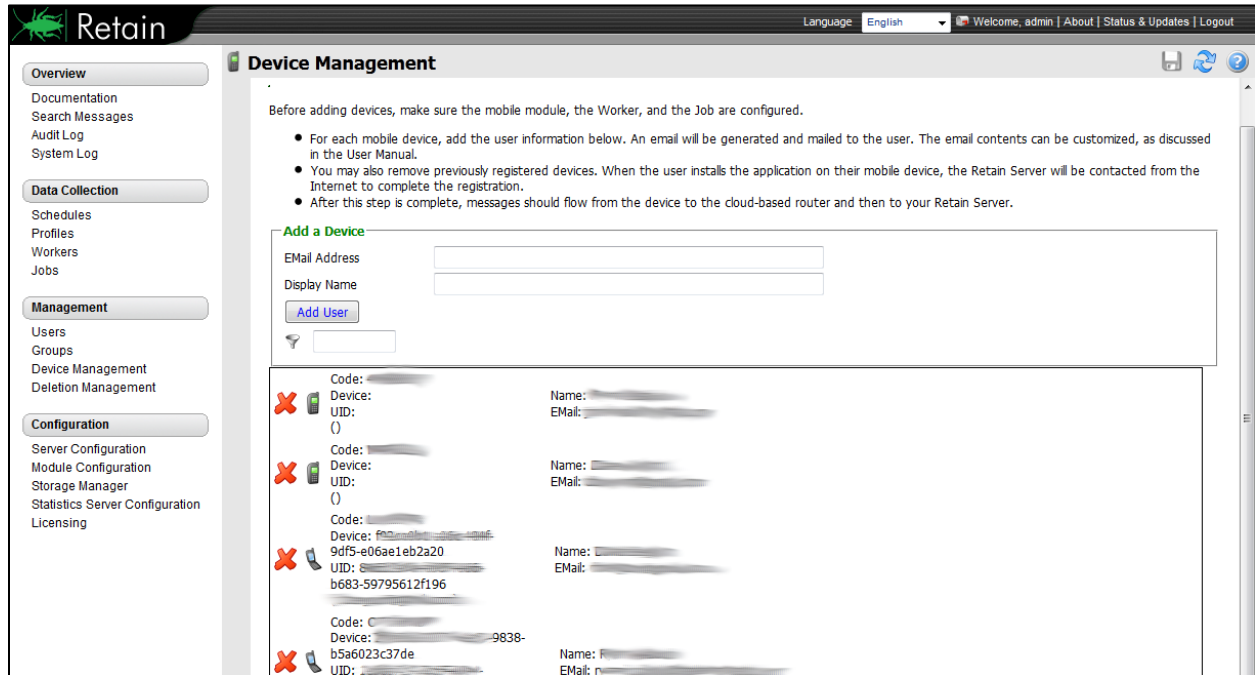 Retain
Language English Welcome, admin | About | Status & Updates | Logout
Overview
Documentation
Search Messages
Audit Log
System Log
Data Collection
Schedules
Profiles
Workers
Jobs
Management
Users
Groups
Device Management
Deletion Management
Configuration
Server Configuration
Module Configuration
Storage Manager
Statistics Server Configuration
Licensing
Device Management
Before adding devices, make sure the mobile module, the Worker, and the Job are configured.
For each mobile device, add the user information below. An email will be generated and mailed to the user. The email contents can be customized, as discussed
in the User Manual.
You may also remove previously registered devices. When the user installs the application on their mobile device, the Retain Server will be contacted from the
Internet to complete the registration.
After this step is complete, messages should flow from the device to the cloud-based router and then to your Retain Server.
Add a Device
EMail Address
Display Name
Add User
Code:
Device:
UID:
()
Name:
EMail:
Code:
Device:
UID:
()
Name:
EMail:
Code:
Device:
9df5-e06ae1eb2a20
UID:
b683-59795612f196
Name:
EMail:
Code:
Device: -9838-
b5a6023c37de
UID:
Name:
EMail: